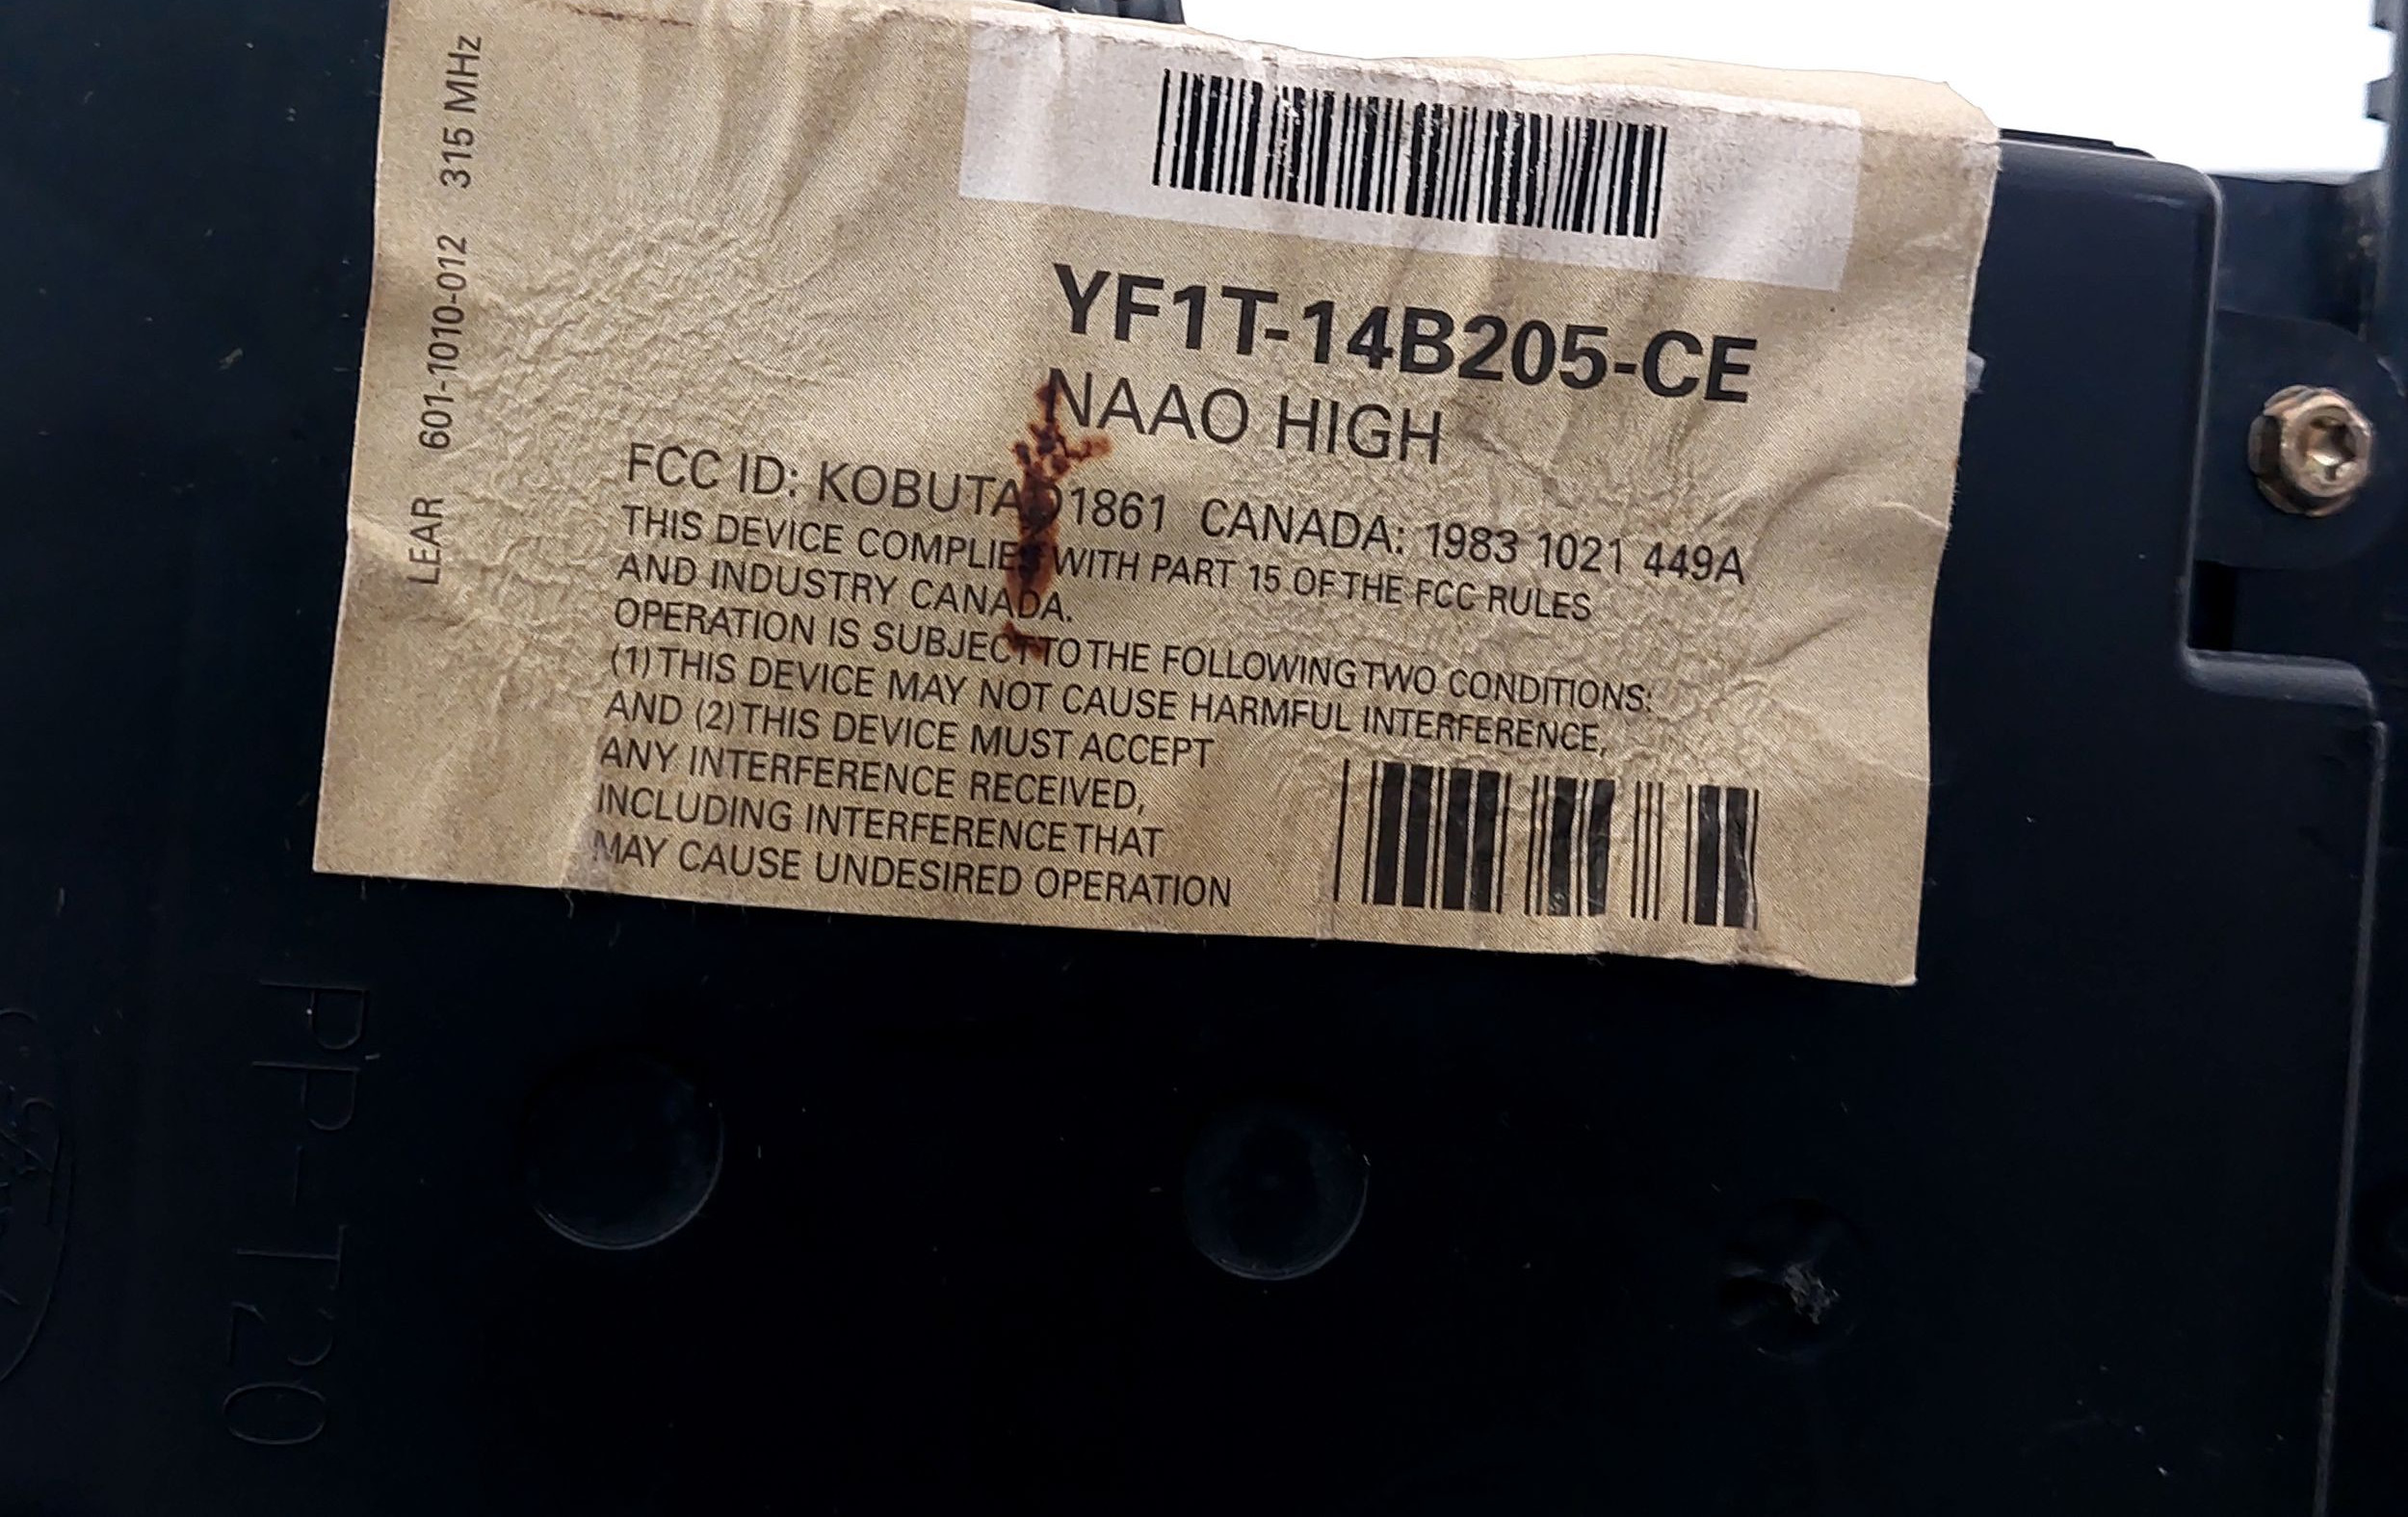 LEAR 601-1010-012 315 MHz
YF1T-14B205-CE
NAAO HIGH
FCC ID: KOBUTA01861 CANADA: 1983 1021 449A
THIS DEVICE COMPLIES WITH PART 15 OF THE FCC RULES
AND INDUSTRY CANADA.
OPERATION IS SUBJECT TO THE FOLLOWING TWO CONDITIONS:
(1) THIS DEVICE MAY NOT CAUSE HARMFUL INTERFERENCE,
AND (2) THIS DEVICE MUST ACCEPT
ANY INTERFERENCE RECEIVED,
INCLUDING INTERFERENCE THAT
MAY CAUSE UNDESIRED OPERATION
PP-T20